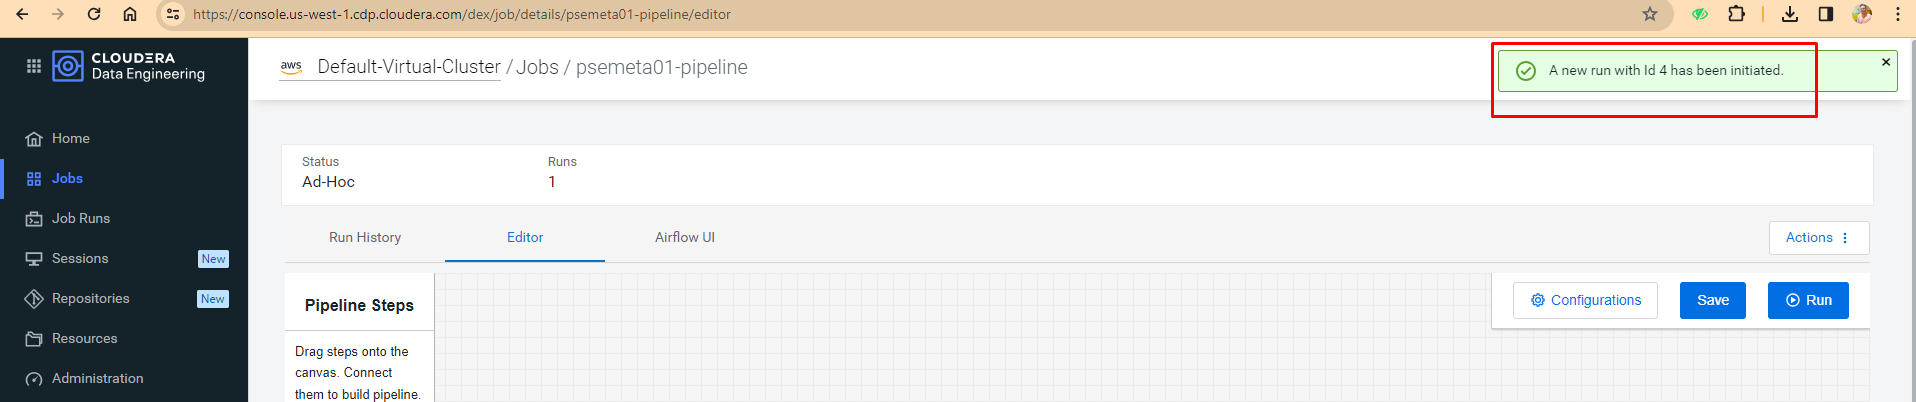 https://console.us-west-1.cdp.cloudera.com/dex/job/details/psemeta01-pipeline/editor
CLOUDERA
Data Engineering
aws
Default-Virtual-Cluster / Jobs / psemeta01-pipeline
A new run with Id 4 has been initiated.
Home
Jobs
Job Runs
Sessions New
Repositories New
Resources
Administration
Status
Ad-Hoc
Runs
1
Run History
Editor
Airflow UI
Actions
Pipeline Steps
Drag steps onto the
canvas. Connect
them to build pipeline.
Configurations
Save
Run